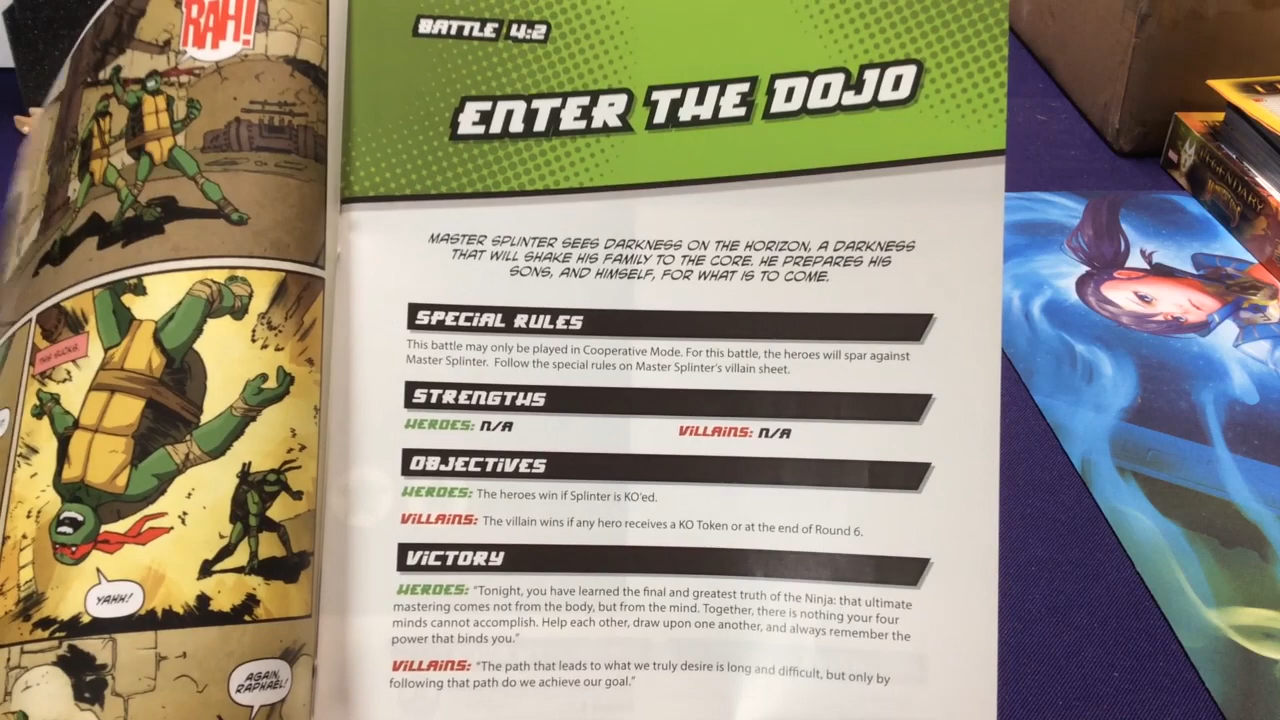 RAH!
THIS SUCKS.
YAHH!
AGAIN,
RAPHAEL!
BATTLE 4:2
ENTER THE DOJO
MASTER SPLINTER SEES DARKNESS ON THE HORIZON, A DARKNESS
THAT WILL SHAKE HIS FAMILY TO THE CORE. HE PREPARES HIS
SONS, AND HIMSELF, FOR WHAT IS TO COME.
SPECIAL RULES
This battle may only be played in Cooperative Mode. For this battle, the heroes will spar against
Master Splinter. Follow the special rules on Master Splinter's villain sheet.
STRENGTHS
HEROES: N/A VILLAINS: N/A
OBJECTIVES
HEROES: The heroes win if Splinter is KO'ed.
VILLAINS: The villain wins if any hero receives a KO Token or at the end of Round 6.
VICTORY
HEROES: "Tonight, you have learned the final and greatest truth of the Ninja: that ultimate
mastering comes not from the body, but from the mind. Together, there is nothing your four
minds cannot accomplish. Help each other, draw upon one another, and always remember the
power that binds you."
VILLAINS: "The path that leads to what we truly desire is long and difficult, but only by
following that path do we achieve our goal."
LEGENDARY